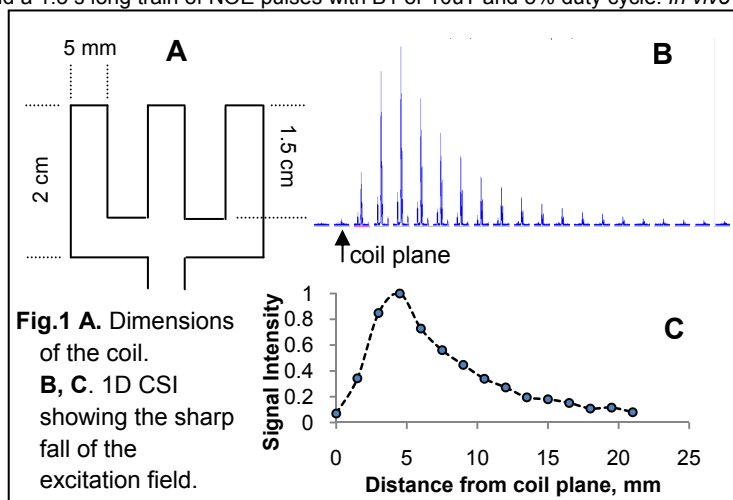 a 1.5 s long train of NOE pulses with B1 of 10uT and 5% duty cycle. In vivo
5 mm
A
B
2 cm
1.5 cm
coil plane
Fig.1 A. Dimensions
of the coil.
B, C. 1D CSI
showing the sharp
fall of the
excitation field.
Signal Intensity
1
0.8
0.6
0.4
0.2
0
C
0 5 10 15 20 25
Distance from coil plane, mm